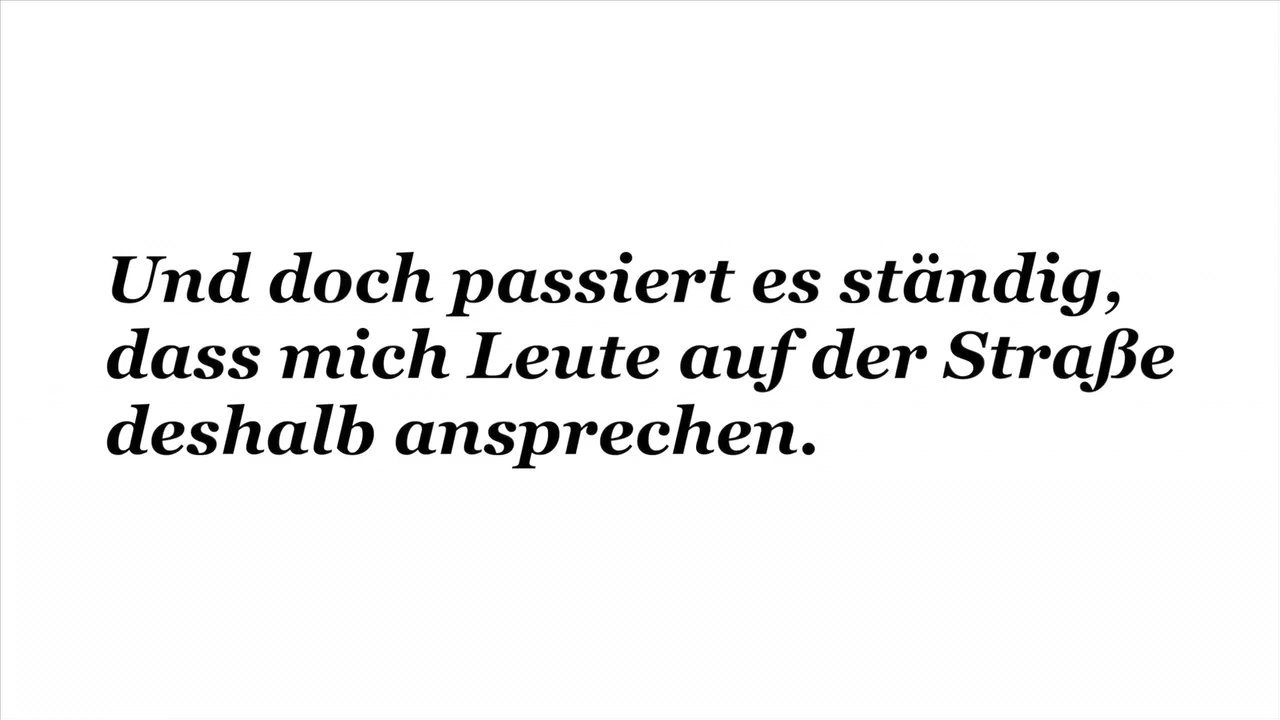 Und doch passiert es ständig,
dass mich Leute auf der Straße
deshalb ansprechen.